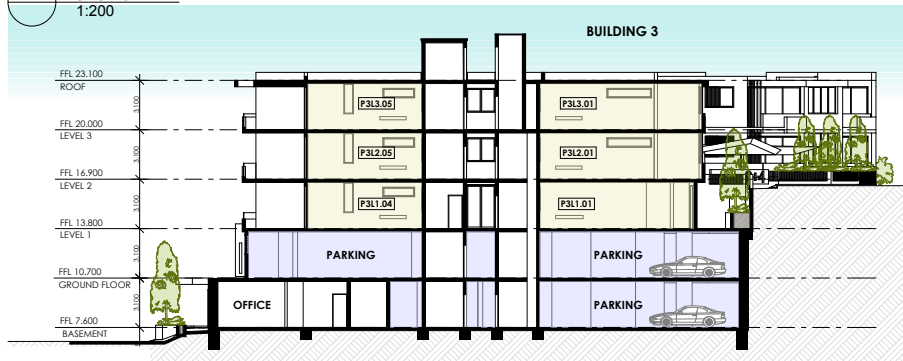 1:200
BUILDING 3
FFL 23.100
ROOF
3.100
P3L3.05
P3L3.01
FFL 20.000
LEVEL 3
3.100
P3L2.05
P3L2.01
FFL 16.900
LEVEL 2
3.100
P3L1.04
P3L1.01
FFL 13.800
LEVEL 1
3.100
PARKING
PARKING
FFL 10.700
GROUND FLOOR
3.100
OFFICE
PARKING
FFL 7.600
BASEMENT